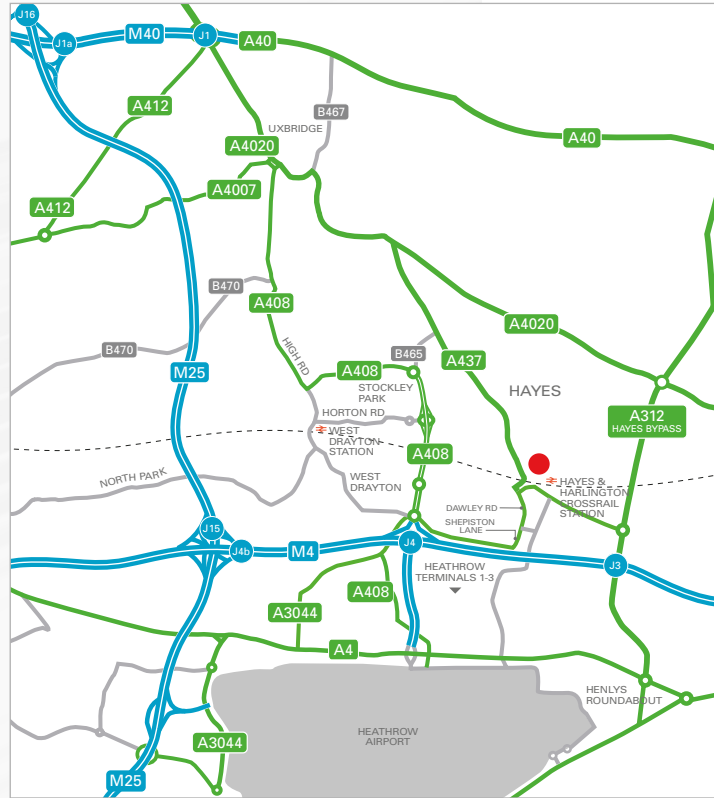 J16
J1a
M40
J1
A40
B467
A412
UXBRIDGE
A40
A4020
A4007
A412
B470
A408
A4020
B470
HIGH RD
B465
A437
M25
A408
STOCKLEY
PARK
HAYES
HORTON RD
A312
HAYES BYPASS
WEST
DRAYTON
STATION
A408
NORTH PARK
WEST
DRAYTON
HAYES &
HARLINGTON
CROSSRAIL
STATION
DAWLEY RD
SHEPISTON
LANE
J15
J4b
M4
J4
J3
HEATHROW
TERMINALS 1-3
A3044
A408
A4
HENLYS
ROUNDABOUT
HEATHROW
AIRPORT
A3044
M25